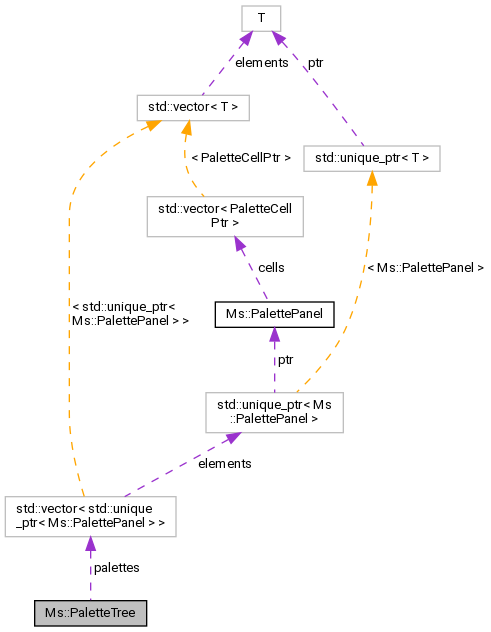 T
elements
ptr
std::vector< T >
std::unique_ptr< T >
< PaletteCellPtr >
std::vector< PaletteCell
Ptr >
cells
< Ms::PalettePanel >
< std::unique_ptr<
Ms::PalettePanel > >
Ms::PalettePanel
ptr
std::unique_ptr< Ms
::PalettePanel >
elements
std::vector< std::unique
_ptr< Ms::PalettePanel > >
palettes
Ms::PaletteTree